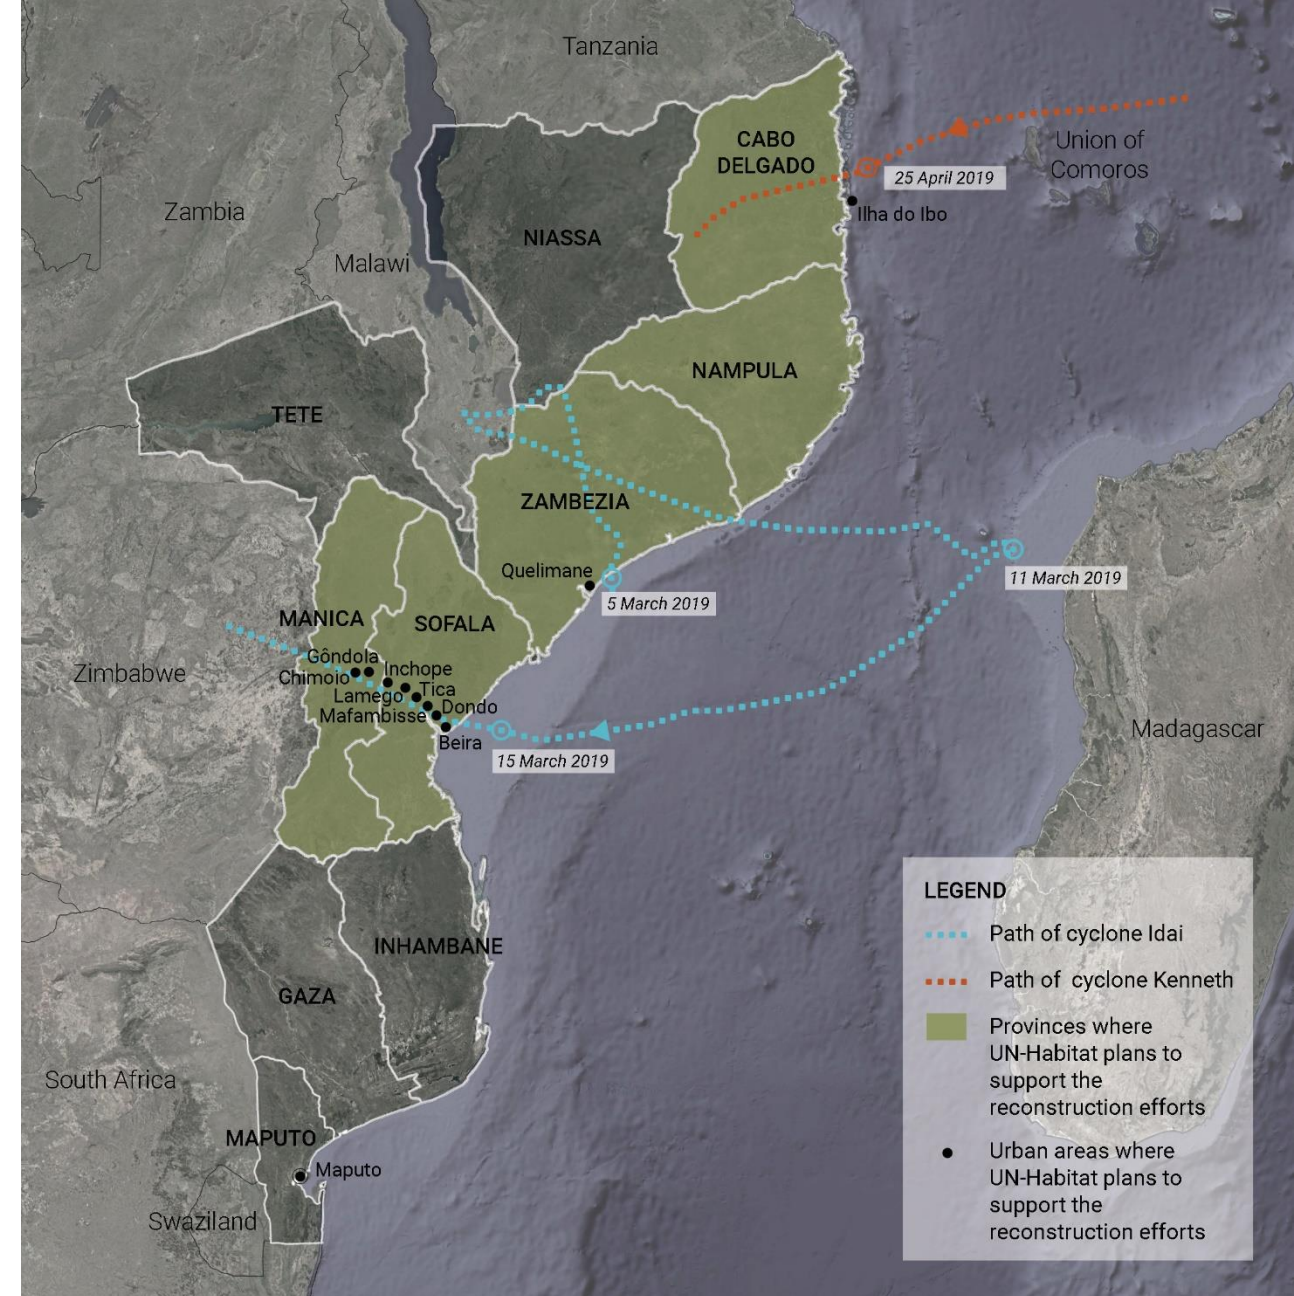 Tanzania
CABO
DELGADO
Union of
Comoros
25 April 2019
Zambia
Ilha do Ibo
NIASSA
Malawi
NAMPULA
TETE
ZAMBEZIA
Quelimane
11 March 2019
5 March 2019
MANICA
SOFALA
Gôndola
Inchope
Zimbabwe
Chimoio
Lamego
Tica
Mafambisse
Dondo
Beira
Madagascar
15 March 2019
INHAMBANE
GAZA
South Africa
MAPUTO
Maputo
Swaziland
LEGEND
Path of cyclone Idai
Path of cyclone Kenneth
Provinces where
UN-Habitat plans to
support the
reconstruction efforts
Urban areas where
UN-Habitat plans to
support the
reconstruction efforts